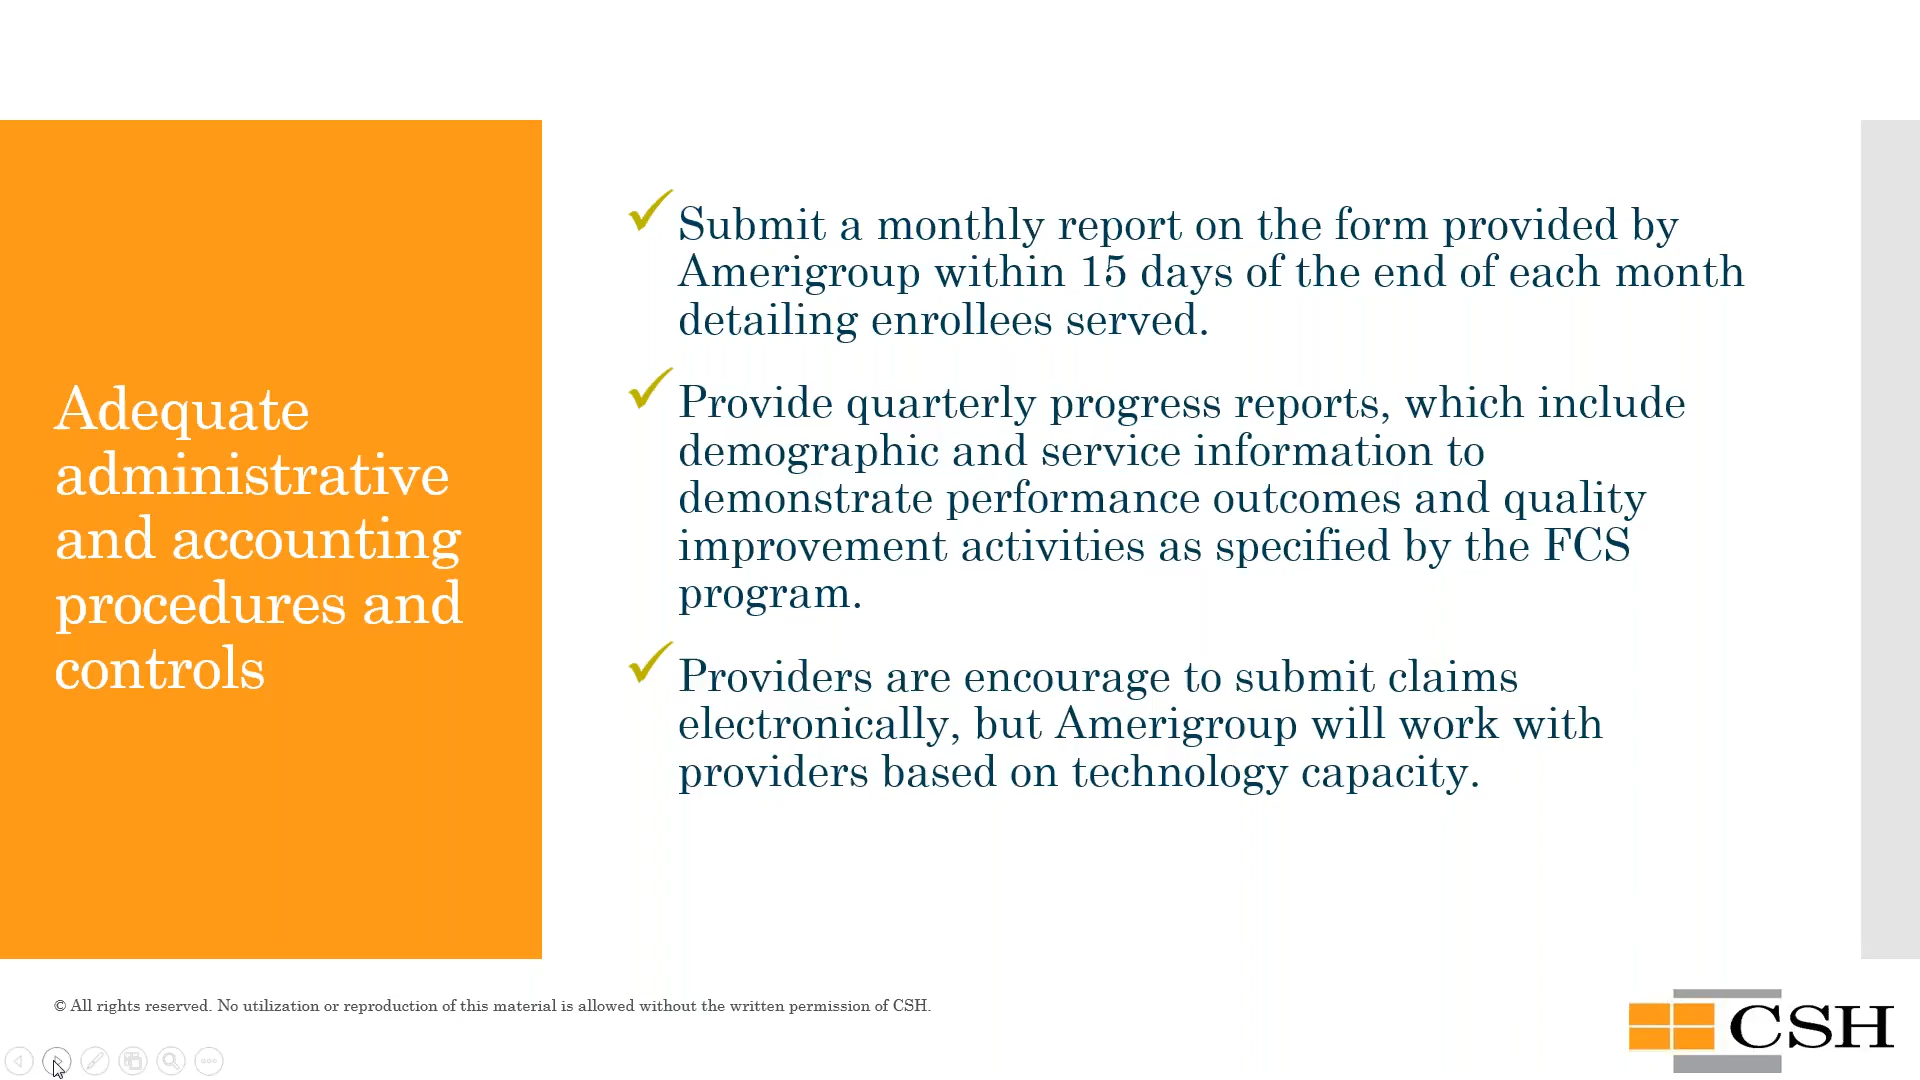 Adequate
administrative
and accounting
procedures and
controls
Submit a monthly report on the form provided by
Amerigroup within 15 days of the end of each month
detailing enrollees served.
Provide quarterly progress reports, which include
demographic and service information to
demonstrate performance outcomes and quality
improvement activities as specified by the FCS
program.
Providers are encourage to submit claims
electronically, but Amerigroup will work with
providers based on technology capacity.
© All rights reserved. No utilization or reproduction of this material is allowed without the written permission of CSH.
CSH